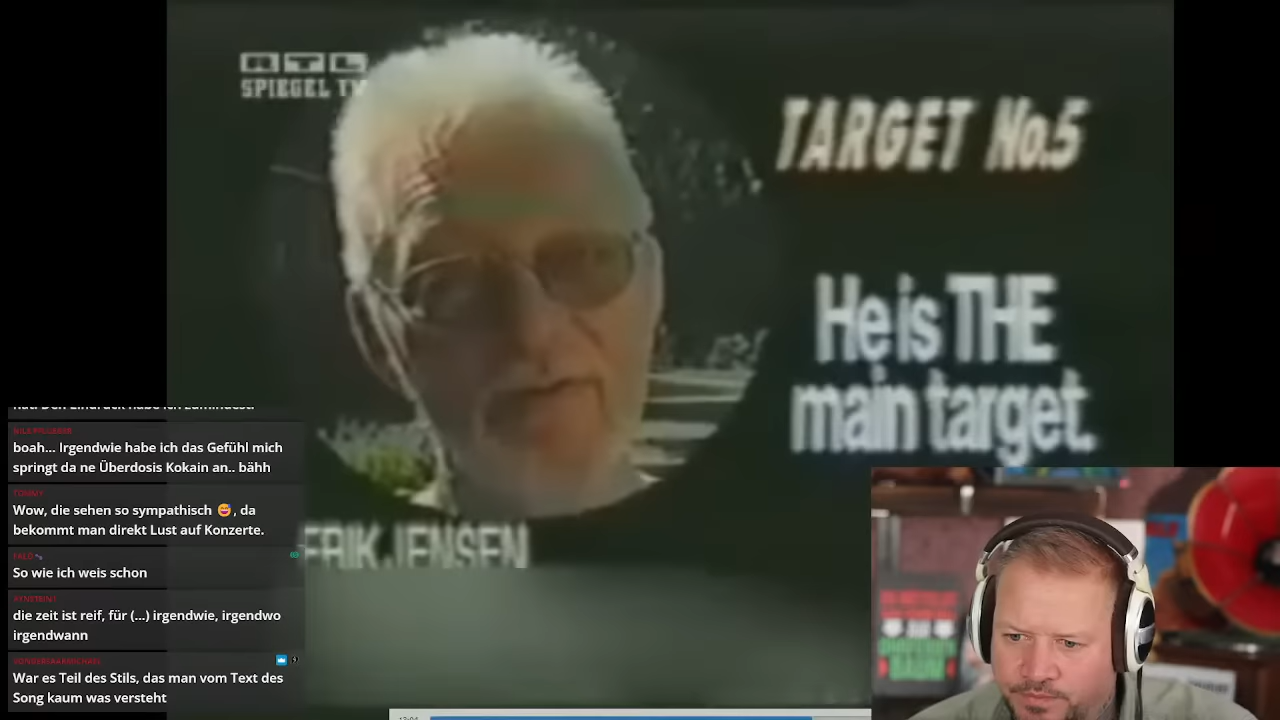 RTL
SPIEGEL TV
TARGET No.5
He is THE
main target.
ERIK JENSEN
boah... Irgendwie habe ich das Gefühl mich
springt da ne Überdosis Kokain an.. bähh
TOMMY
Wow, die sehen so sympathisch 😅, da
bekommt man direkt Lust auf Konzerte.
So wie ich weis schon
die zeit ist reif, für (...) irgendwie, irgendwo
irgendwann
War es Teil des Stils, das man vom Text des
Song kaum was versteht